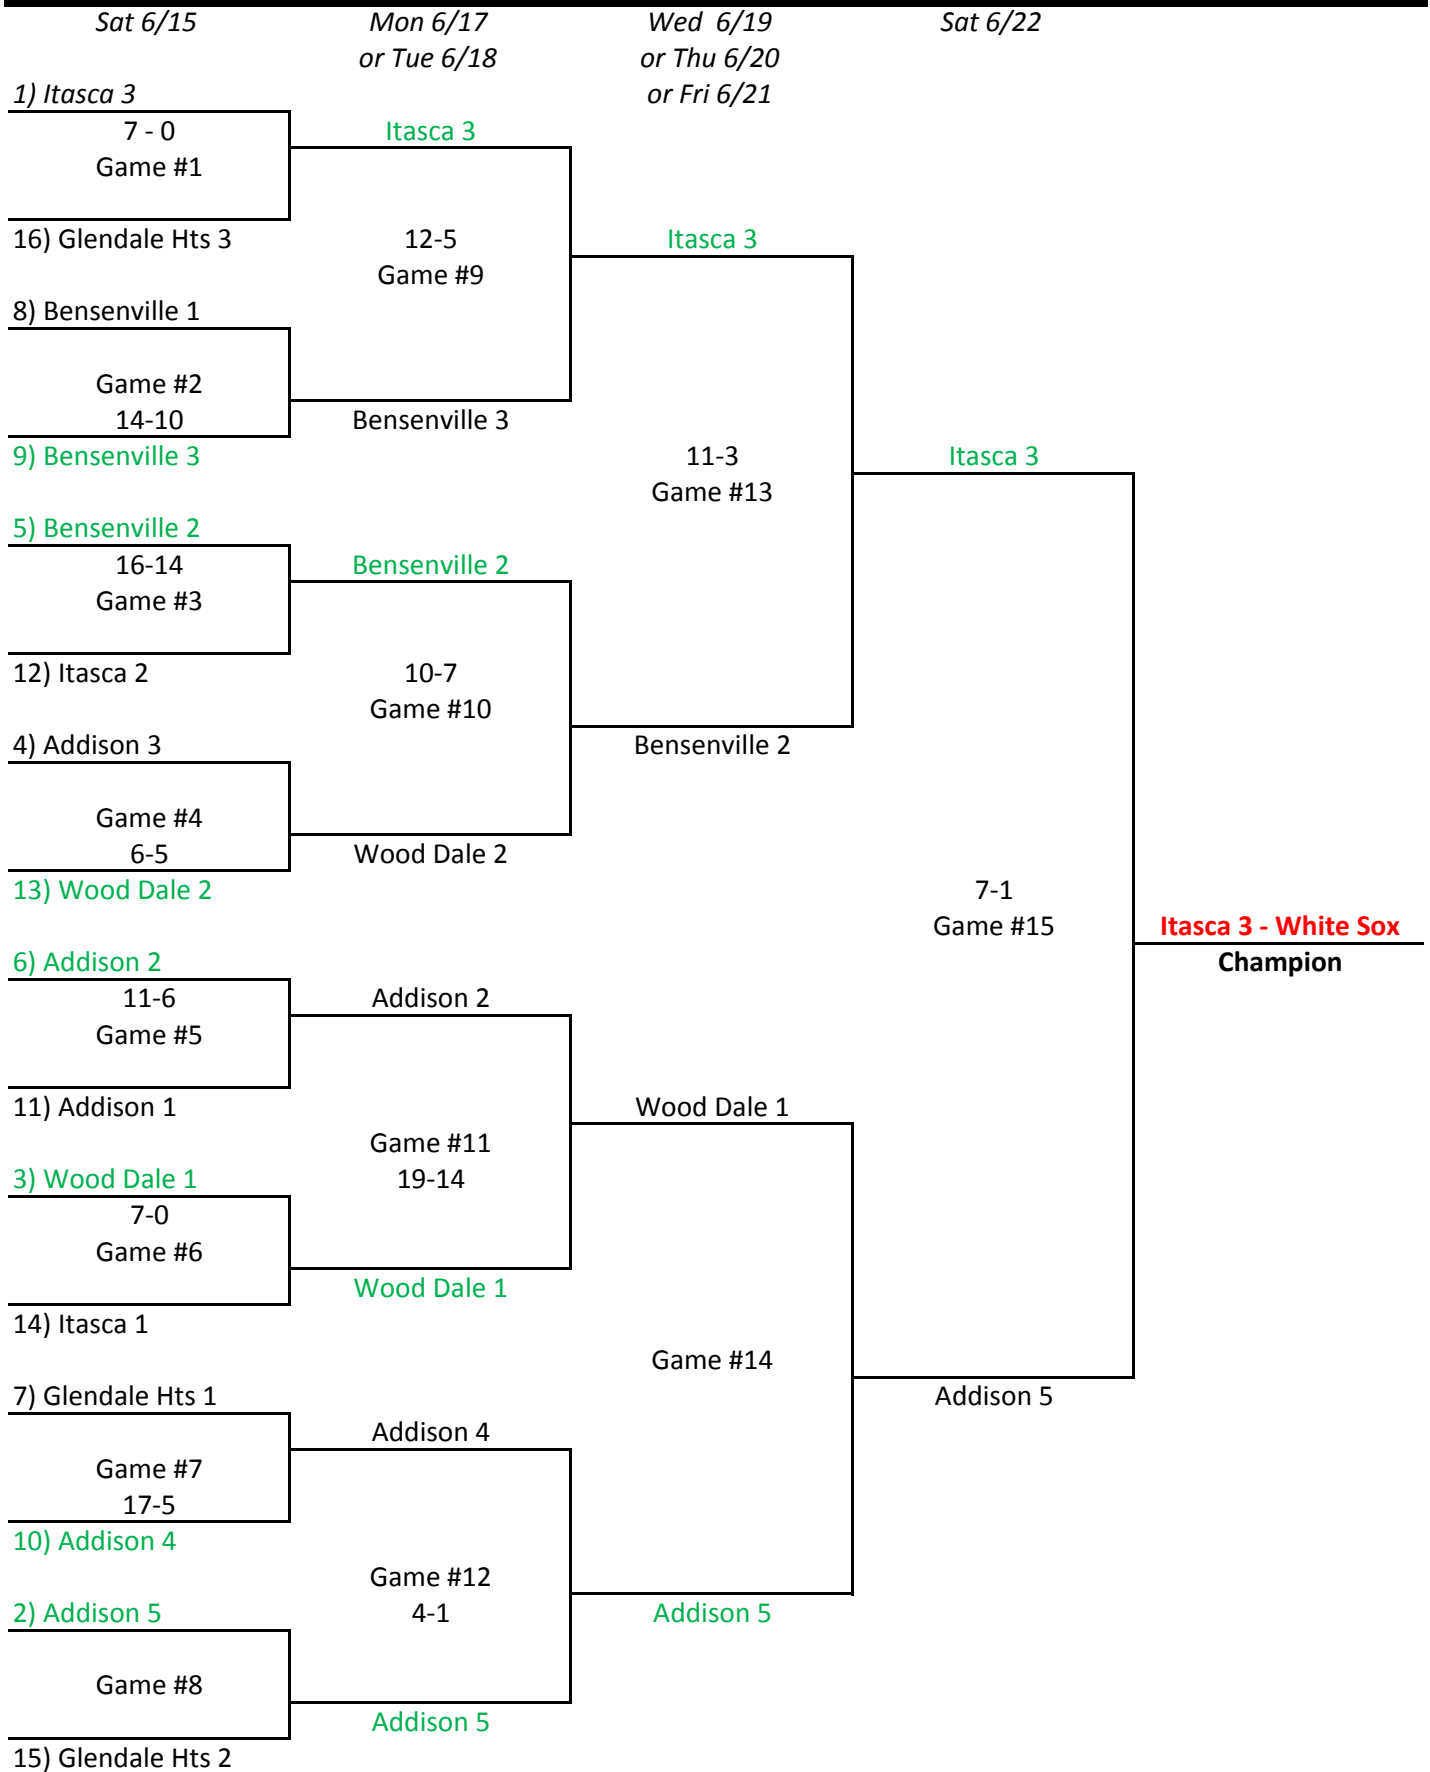 Sat 6/15
Mon 6/17
or Tue 6/18
Wed 6/19
or Thu 6/20
or Fri 6/21
Sat 6/22
1) Itasca 3
7 - 0
Game #1
16) Glendale Hts 3
8) Bensenville 1
Game #2
14-10
9) Bensenville 3
5) Bensenville 2
16-14
Game #3
12) Itasca 2
4) Addison 3
Game #4
6-5
13) Wood Dale 2
6) Addison 2
11-6
Game #5
11) Addison 1
3) Wood Dale 1
7-0
Game #6
14) Itasca 1
7) Glendale Hts 1
Game #7
17-5
10) Addison 4
2) Addison 5
Game #8
15) Glendale Hts 2
Itasca 3
12-5
Game #9
Bensenville 3
Bensenville 2
10-7
Game #10
Wood Dale 2
Addison 2
Game #11
19-14
Wood Dale 1
Addison 4
Game #12
4-1
Addison 5
Itasca 3
11-3
Game #13
Bensenville 2
Wood Dale 1
Game #14
Addison 5
Itasca 3
7-1
Game #15
Addison 5
Itasca 3 - White Sox
Champion